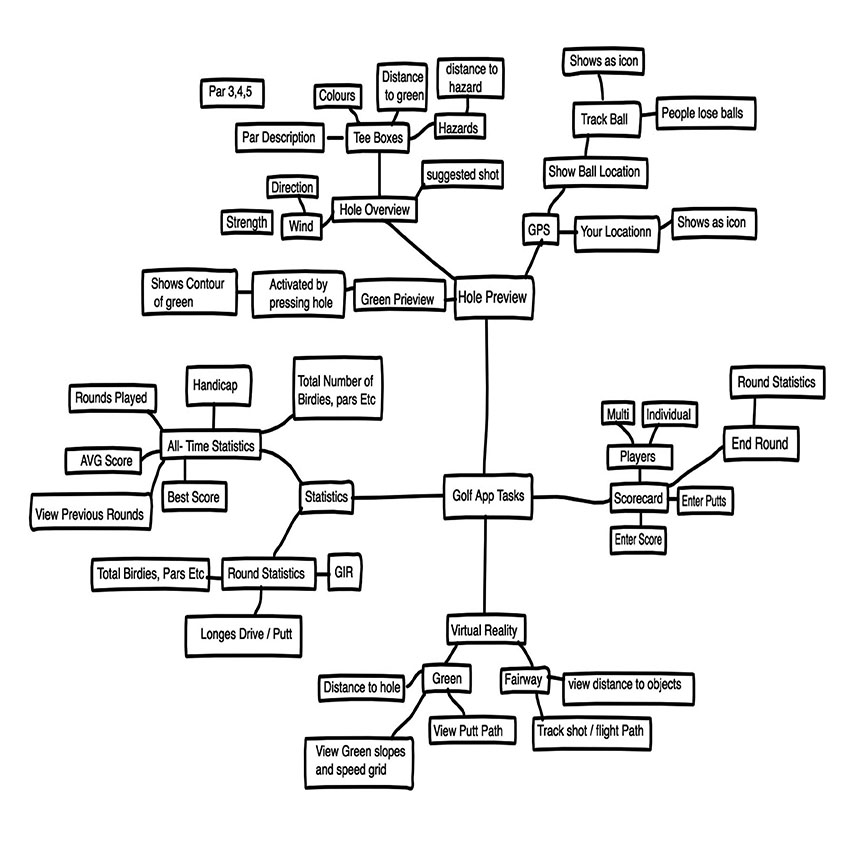 Shows as icon
Par 3,4,5
Colours
Distance
to green
distance to
hazard
Track Ball
People lose balls
Par Description
Tee Boxes
Hazards
Show Ball Location
suggested shot
Direction
Hole Overview
Strength
Wind
GPS
Your Locationn
Shows as icon
Shows Contour
of green
Activated by
pressing hole
Green Prieview
Hole Preview
Rounds Played
Handicap
Total Number of
Birdies, pars Etc
Round Statistics
Multi
Individual
All- Time Statistics
End Round
AVG Score
Players
Best Score
View Previous Rounds
Statistics
Golf App Tasks
Scorecard
Enter Putts
Enter Score
Total Birdies, Pars Etc
Round Statistics
GIR
Longes Drive / Putt
Virtual Reality
Distance to hole
Green
Fairway
view distance to objects
View Putt Path
Track shot / flight Path
View Green slopes
and speed grid